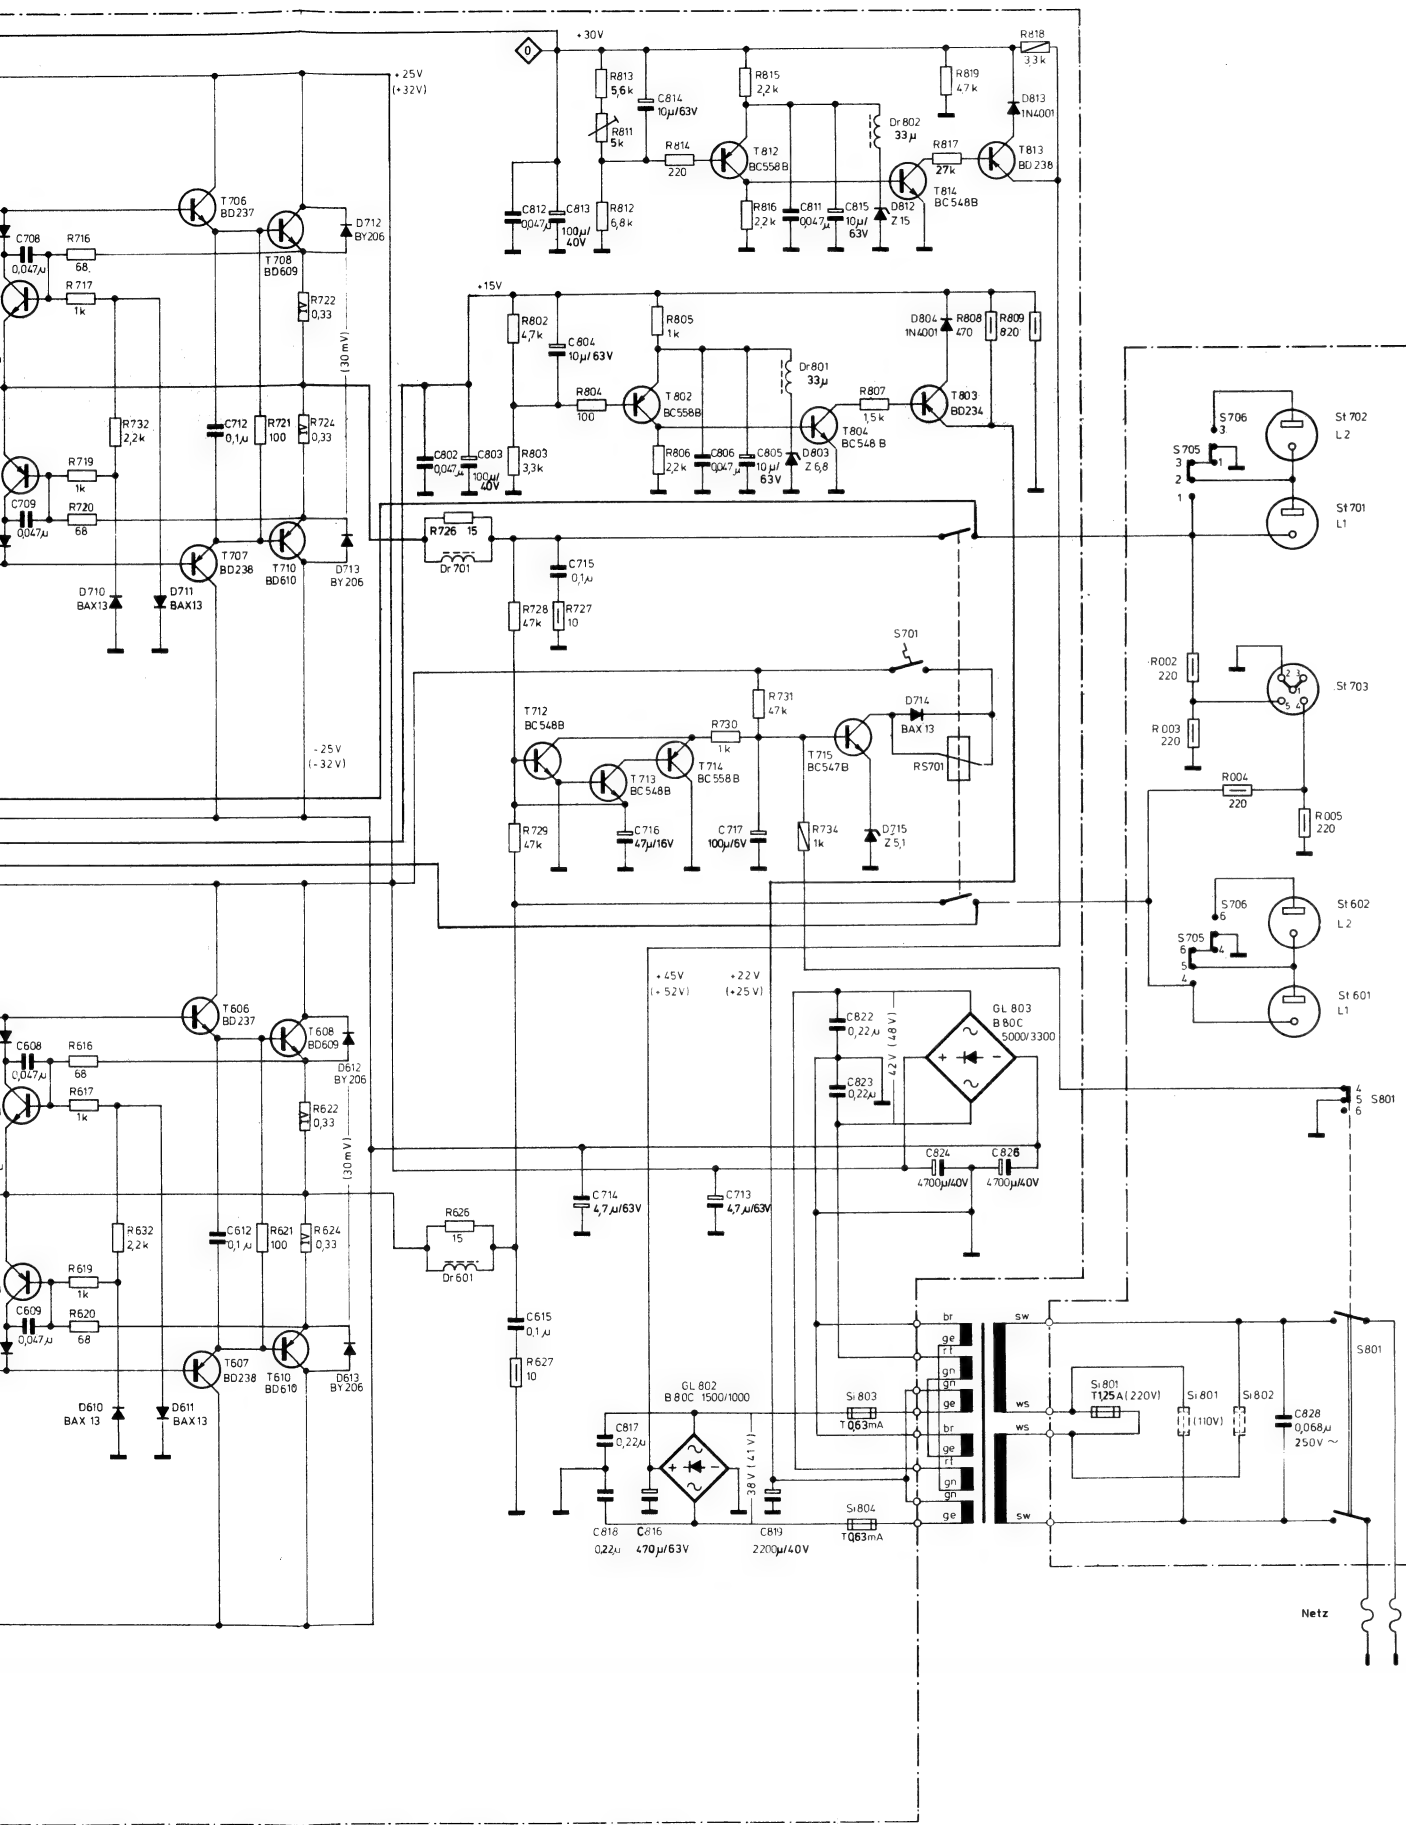 +30V
R818
3,3k
R813
5,6k
C814
10µ/63V
R811
5k
R815
2,2k
R819
4,7k
D813
1N4001
Dr802
33µ
R814
220
T812
BC558B
R817
27k
T813
BD238
T814
BC548B
C812
0,047µ
C813
100µ/
40V
R812
6,8k
R816
2,2k
C811
0,047µ
C815
10µ/
63V
D812
Z15
0
+25V
(+32V)
T706
BD237
D712
BY206
C708
0,047µ
R716
68
T708
BD609
R717
1k
R722
0,33
(30mV)
+15V
R802
4,7k
C804
10µ/63V
R805
1k
D804
1N4001
R808
470
R809
820
Dr801
33µ
R804
100
T802
BC558B
R807
1,5k
T803
BD234
T804
BC548B
C802
0,047µ
C803
100µ/
40V
R803
3,3k
R806
2,2k
C806
0,047µ
C805
10µ/
63V
D803
Z6,8
R732
2,2k
C712
0,1µ
R721
100
R724
0,33
R719
1k
C709
0,047µ
R720
68
T707
BD238
T710
BD610
D713
BY206
D710
BAX13
D711
BAX13
R726
15
Dr701
C715
0,1µ
R728
47k
R727
10
S706
3
S705
3
1
2
1
St702
L2
St701
L1
S701
R731
47k
T712
BC548B
R730
1k
D714
BAX13
T715
BC547B
RS701
T713
BC548B
T714
BC558B
R729
47k
C716
47µ/16V
C717
100µ/6V
R734
1k
D715
Z5,1
-25V
(-32V)
R002
220
R003
220
2
3
1
5
4
St703
R004
220
R005
220
S706
6
S705
6
4
5
4
St602
L2
St601
L1
+45V
(+52V)
+22V
(+25V)
C822
0,22µ
C823
0,22µ
42V (48V)
GL803
B80C
5000/3300
C824
4700µ/40V
C826
4700µ/40V
4
5
6
S801
T606
BD237
T608
BD609
D612
BY206
C608
0,047µ
R616
68
R617
1k
R622
0,33
(30mV)
C714
4,7µ/63V
C713
4,7µ/63V
R632
2,2k
C612
0,1µ
R621
100
R624
0,33
R626
15
Dr601
R619
1k
C609
0,047µ
R620
68
T607
BD238
T610
BD610
D613
BY206
D610
BAX13
D611
BAX13
C615
0,1µ
R627
10
GL802
B80C 1500/1000
C817
0,22µ
C818
0,22µ
C816
470µ/63V
38V (41V)
C819
2200µ/40V
Si803
T0,63mA
Si804
T0,63mA
br
ge
rt
gn
gn
ge
br
ge
rt
gn
gn
ge
sw
ws
ws
sw
Si801
T1,25A(220V)
Si801
(110V)
Si802
C828
0,068µ
250V~
S801
Netz